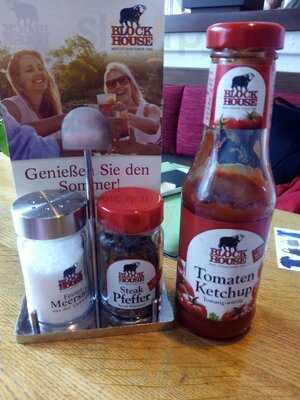 BLOCK
HOUSE
Genießen Sie den
Sommer!
BLOCK
HOUSE
BLOCK
HOUSE
Tomaten
Ketchup
BLOCK
HOUSE
Steak
Pfeffer
BLOCK
HOUSE